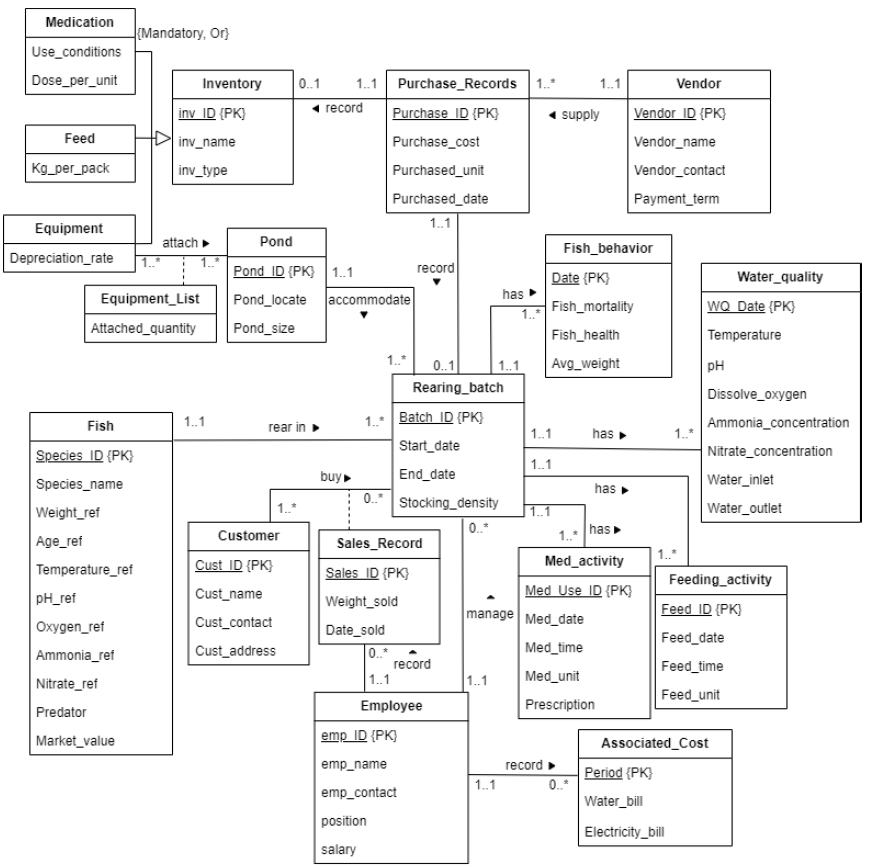 Medication
Use_conditions
Dose_per_unit
{Mandatory, Or}
Feed
Kg_per_pack
Equipment
Depreciation_rate
Inventory
inv_ID {PK}
inv_name
inv_type
0..1
1..1
◄ record
Purchase_Records
Purchase_ID {PK}
Purchase_cost
Purchased_unit
Purchased_date
1..*
1..1
◄ supply
Vendor
Vendor_ID {PK}
Vendor_name
Vendor_contact
Payment_term
attach ►
1..*
1..*
Equipment_List
Attached_quantity
Pond
Pond_ID {PK}
Pond_locate
Pond_size
1..1
accommodate
▼
1..*
1..1
record
▼
0..1
Fish_behavior
Date {PK}
Fish_mortality
Fish_health
Avg_weight
has ►
1..*
1..1
Water_quality
WQ_Date {PK}
Temperature
pH
Dissolve_oxygen
Ammonia_concentration
Nitrate_concentration
Water_inlet
Water_outlet
Rearing_batch
Batch_ID {PK}
Start_date
End_date
Stocking_density
1..1
has ►
1..*
1..1
has ►
1..*
1..1
has ►
1..*
Fish
Species_ID {PK}
Species_name
Weight_ref
Age_ref
Temperature_ref
pH_ref
Oxygen_ref
Ammonia_ref
Nitrate_ref
Predator
Market_value
1..1
rear in ►
1..*
buy ►
0..*
1..*
Customer
Cust_ID {PK}
Cust_name
Cust_contact
Cust_address
Sales_Record
Sales_ID {PK}
Weight_sold
Date_sold
0..*
▲
record
1..1
0..*
▲
manage
1..1
Med_activity
Med_Use_ID {PK}
Med_date
Med_time
Med_unit
Prescription
Feeding_activity
Feed_ID {PK}
Feed_date
Feed_time
Feed_unit
Employee
emp_ID {PK}
emp_name
emp_contact
position
salary
record ►
1..1
0..*
Associated_Cost
Period {PK}
Water_bill
Electricity_bill